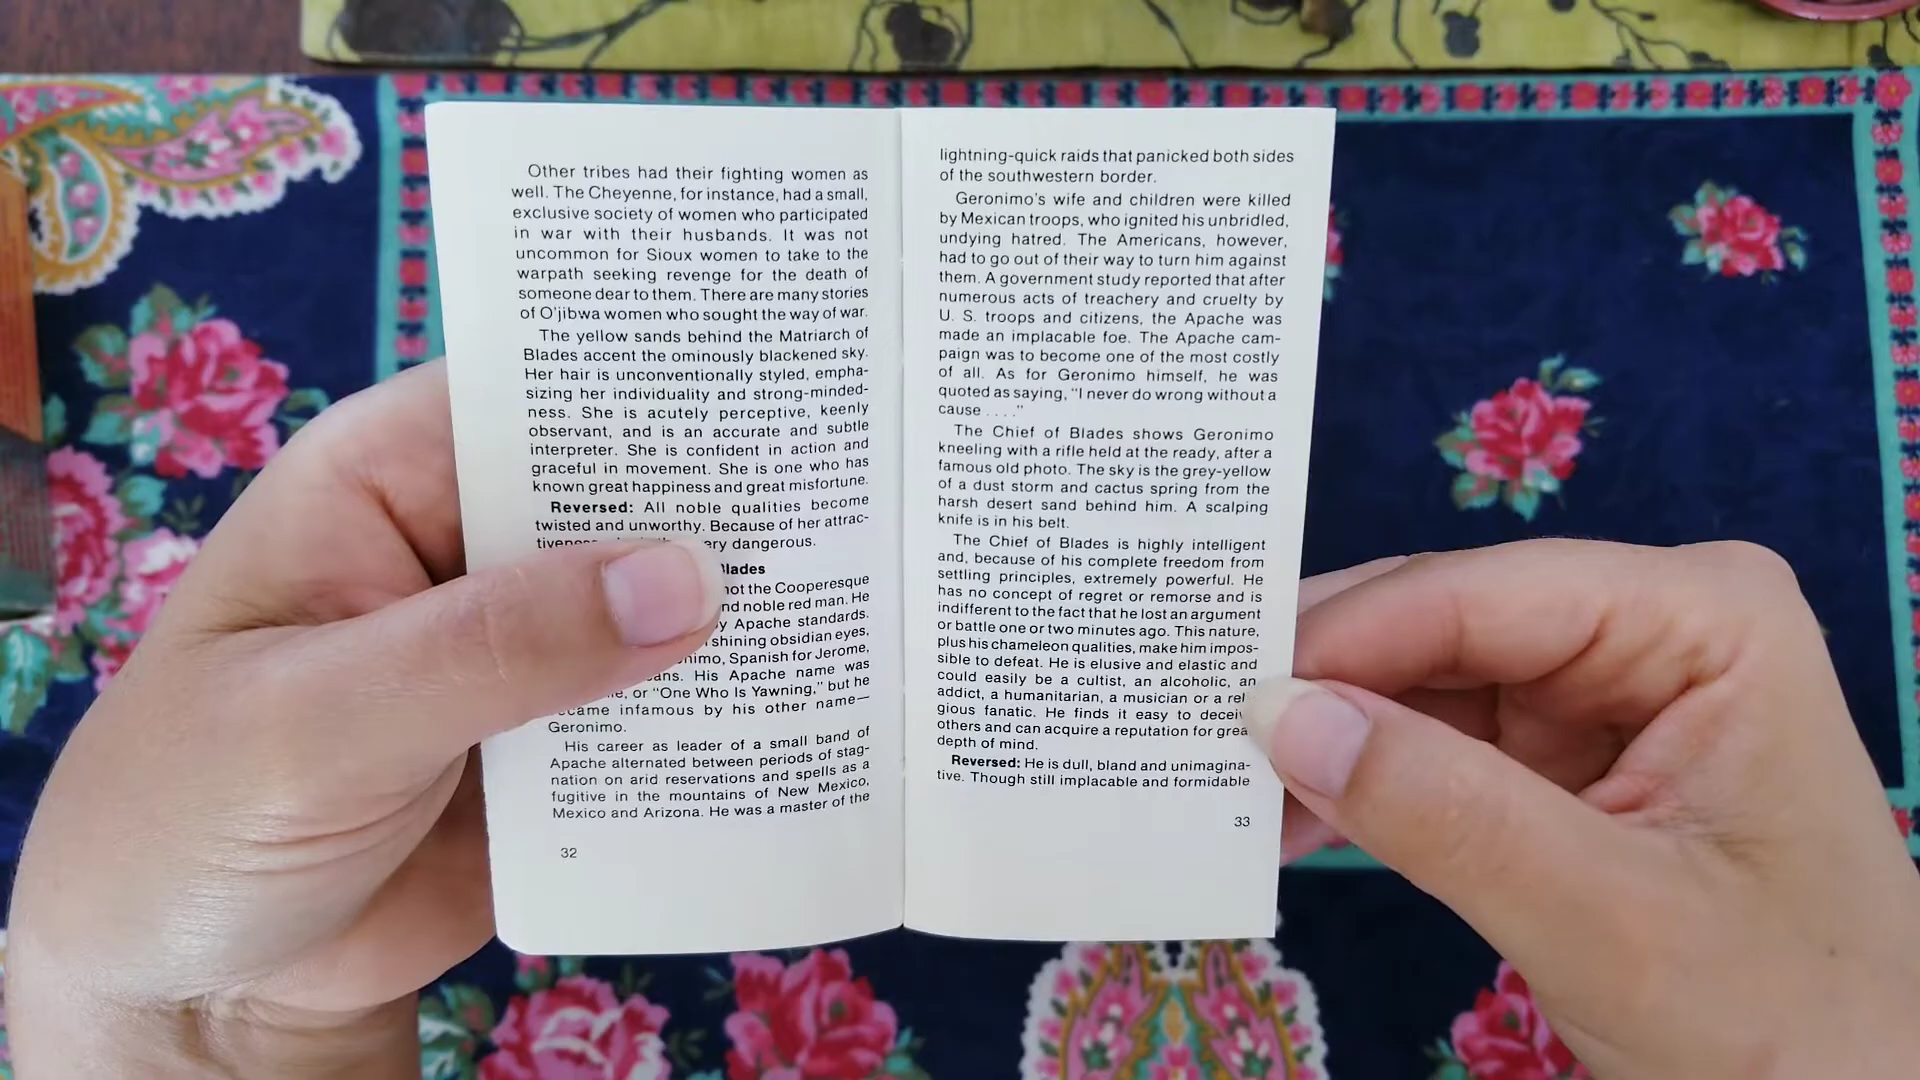 Other tribes had their fighting women as
well. The Cheyenne, for instance, had a small,
exclusive society of women who participated
in war with their husbands. It was not
uncommon for Sioux women to take to the
warpath seeking revenge for the death of
someone dear to them. There are many stories
of O'jibwa women who sought the way of war.
The yellow sands behind the Matriarch of
Blades accent the ominously blackened sky.
Her hair is unconventionally styled, empha-
sizing her individuality and strong-minded-
ness. She is acutely perceptive, keenly
observant, and is an accurate and subtle
interpreter. She is confident in action and
graceful in movement. She is one who has
known great happiness and great misfortune.
Reversed: All noble qualities become
twisted and unworthy. Because of her attrac-
dangerous.
Blades
not the Cooperesque
noble red man. He
Apache standards.
shining obsidian eyes,
Spanish for Jerome,
His Apache name was
or "One Who Is Yawning," but he
became infamous by his other name—
Geronimo.
His career as leader of a small band of
Apache alternated between periods of stag-
nation on arid reservations and spells as a
fugitive in the mountains of New Mexico,
Mexico and Arizona. He was a master of the
32
lightning-quick raids that panicked both sides
of the southwestern border.
Geronimo's wife and children were killed
by Mexican troops, who ignited his unbridled,
undying hatred. The Americans, however,
had to go out of their way to turn him against
them. A government study reported that after
numerous acts of treachery and cruelty by
U. S. troops and citizens, the Apache was
made an implacable foe. The Apache cam-
paign was to become one of the most costly
of all. As for Geronimo himself, he was
quoted as saying, "I never do wrong without a
cause . . . ."
The Chief of Blades shows Geronimo
kneeling with a rifle held at the ready, after a
famous old photo. The sky is the grey-yellow
of a dust storm and cactus spring from the
harsh desert sand behind him. A scalping
knife is in his belt.
The Chief of Blades is highly intelligent
and, because of his complete freedom from
settling principles, extremely powerful. He
has no concept of regret or remorse and is
indifferent to the fact that he lost an argument
or battle one or two minutes ago. This nature,
plus his chameleon qualities, make him impos-
sible to defeat. He is elusive and elastic and
could easily be a cultist, an alcoholic, an
addict, a humanitarian, a musician or a reli-
gious fanatic. He finds it easy to deceive
others and can acquire a reputation for great
depth of mind.
Reversed: He is dull, bland and unimagina-
tive. Though still implacable and formidable
33